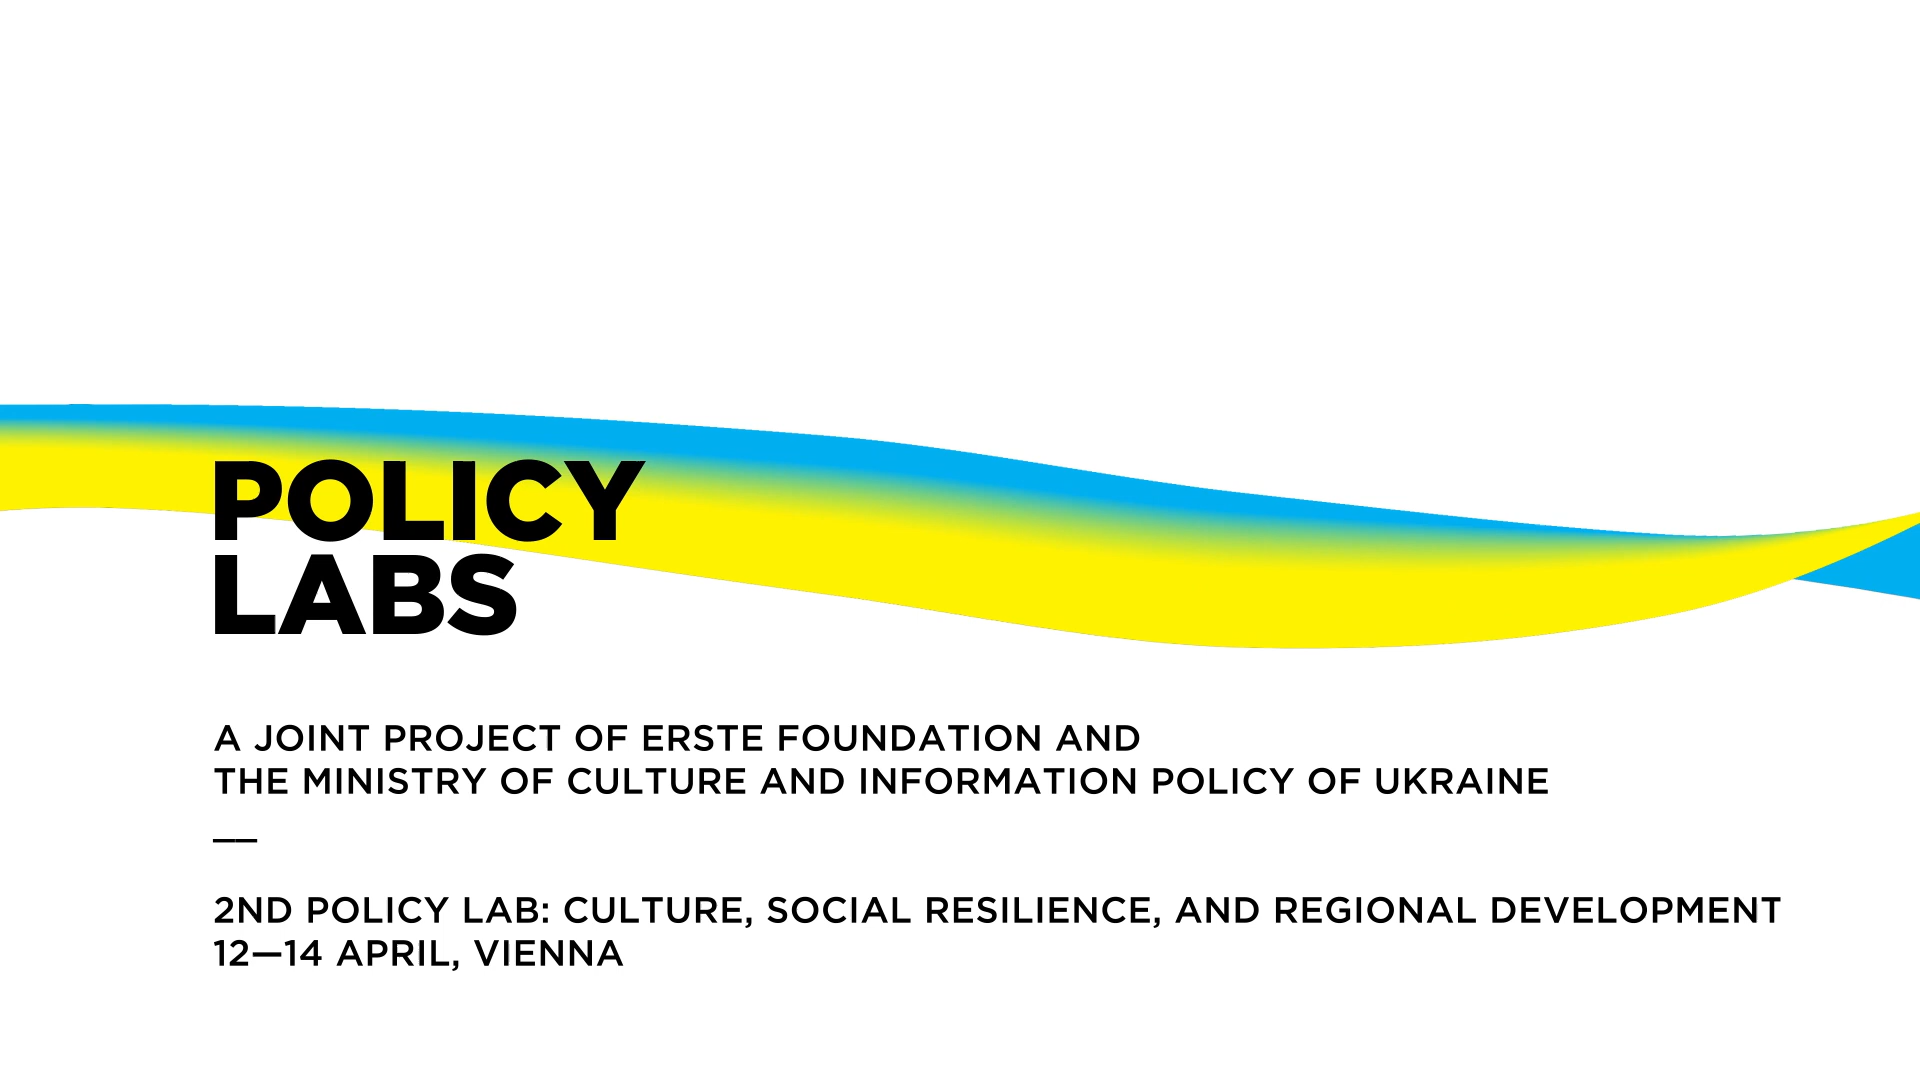 POLICY
LABS
A JOINT PROJECT OF ERSTE FOUNDATION AND
THE MINISTRY OF CULTURE AND INFORMATION POLICY OF UKRAINE
__
2ND POLICY LAB: CULTURE, SOCIAL RESILIENCE, AND REGIONAL DEVELOPMENT
12—14 APRIL, VIENNA